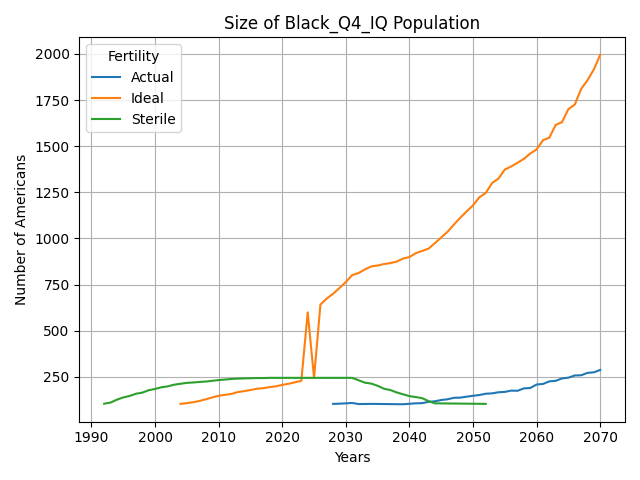 Size of Black_Q4_IQ Population
Fertility
Actual
Ideal
Sterile
Number of Americans
2000
1750
1500
1250
1000
750
500
250
1990 2000 2010 2020 2030 2040 2050 2060 2070
Years